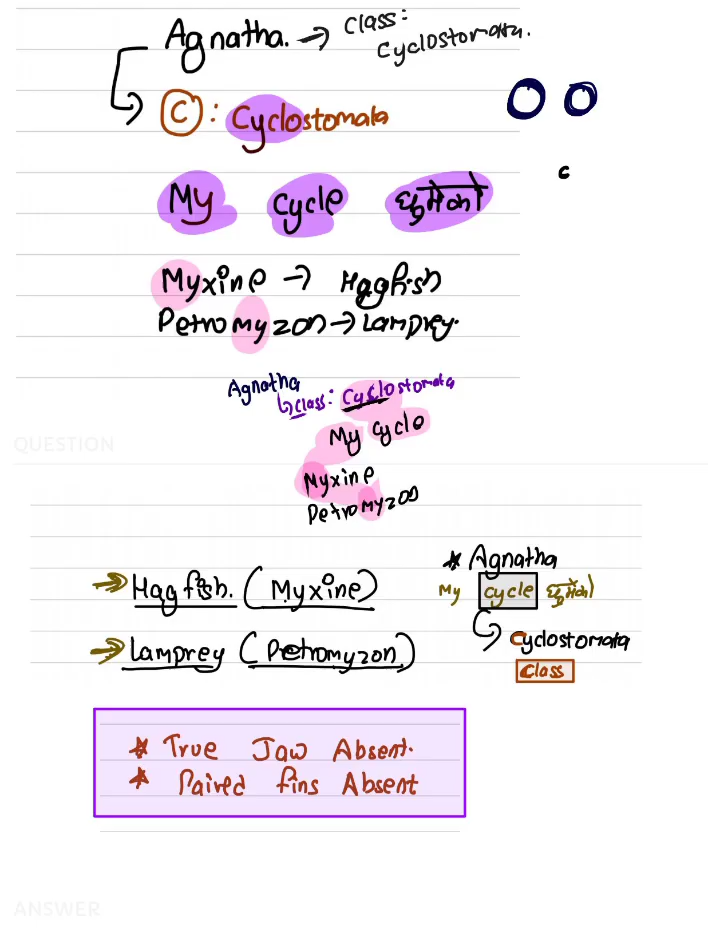 Agnatha. → Class:
Cyclostomata.
C : Cyclostomata
My Cycle
Myxine → Hagfish
Petromyzon → Lamprey.
Agnatha
↳ Class: Cyclostomata
My Cyclo
Myxine
Petromyzon
QUESTION
* Agnatha
My cycle
Cyclostomata
Class
Hagfish. (Myxine)
Lamprey (Petromyzon)
* True Jaw Absent.
* Paired fins Absent
ANSWER